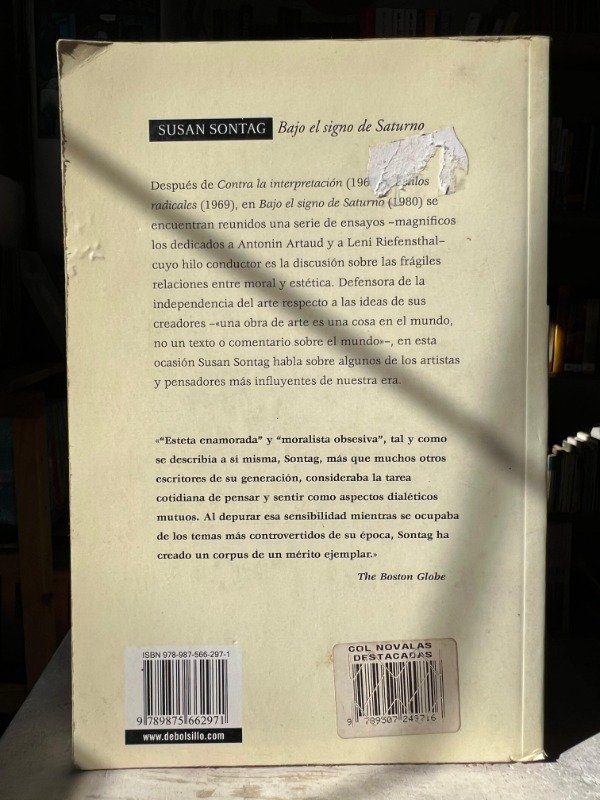 SUSAN SONTAG Bajo el signo de Saturno
Después de Contra la interpretación (196
radicales (1969), en Bajo el signo de Saturno (1980) se
encuentran reunidos una serie de ensayos –magníficos
los dedicados a Antonin Artaud y a Leni Riefensthal–
cuyo hilo conductor es la discusión sobre las frágiles
relaciones entre moral y estética. Defensora de la
independencia del arte respecto a las ideas de sus
creadores –«una obra de arte es una cosa en el mundo,
no un texto o comentario sobre el mundo»–, en esta
ocasión Susan Sontag habla sobre algunos de los artistas
y pensadores más influyentes de nuestra era.
«“Esteta enamorada” y “moralista obsesiva”, tal y como
se describía a sí misma, Sontag, más que muchos otros
escritores de su generación, consideraba la tarea
cotidiana de pensar y sentir como aspectos dialéticos
mutuos. Al depurar esa sensibilidad mientras se ocupaba
de los temas más controvertidos de su época, Sontag ha
creado un corpus de un mérito ejemplar.»
The Boston Globe
ISBN 978-987-566-297-1
9 789875 662971
www.debolsillo.com
COL NOVALAS
DESTACADAS
9 789507 249716